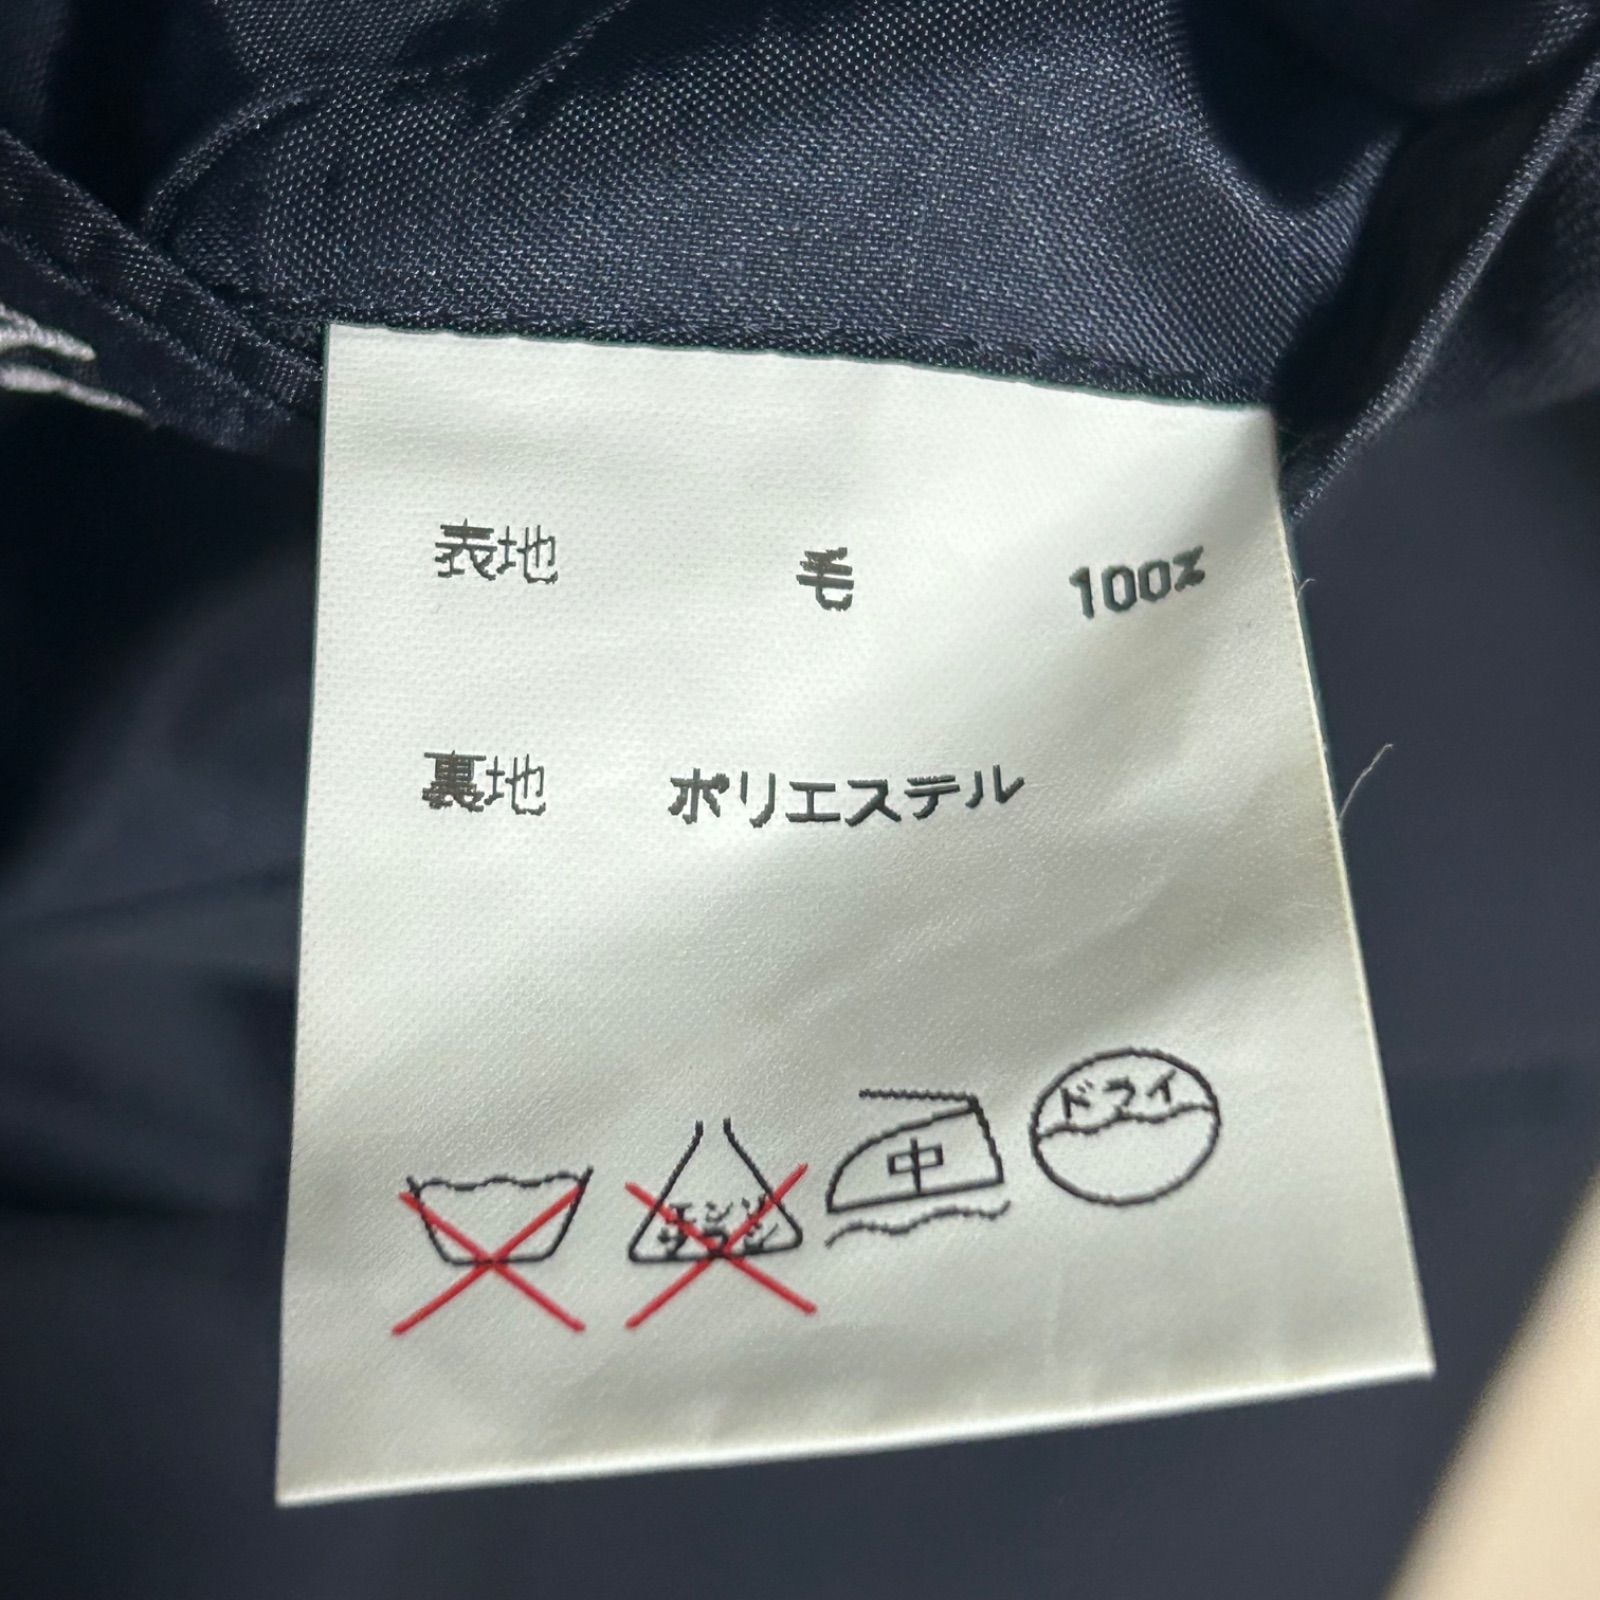 表地 毛 100%
裏地 ポリエステル
エンソ
サラシ
中
ドライ